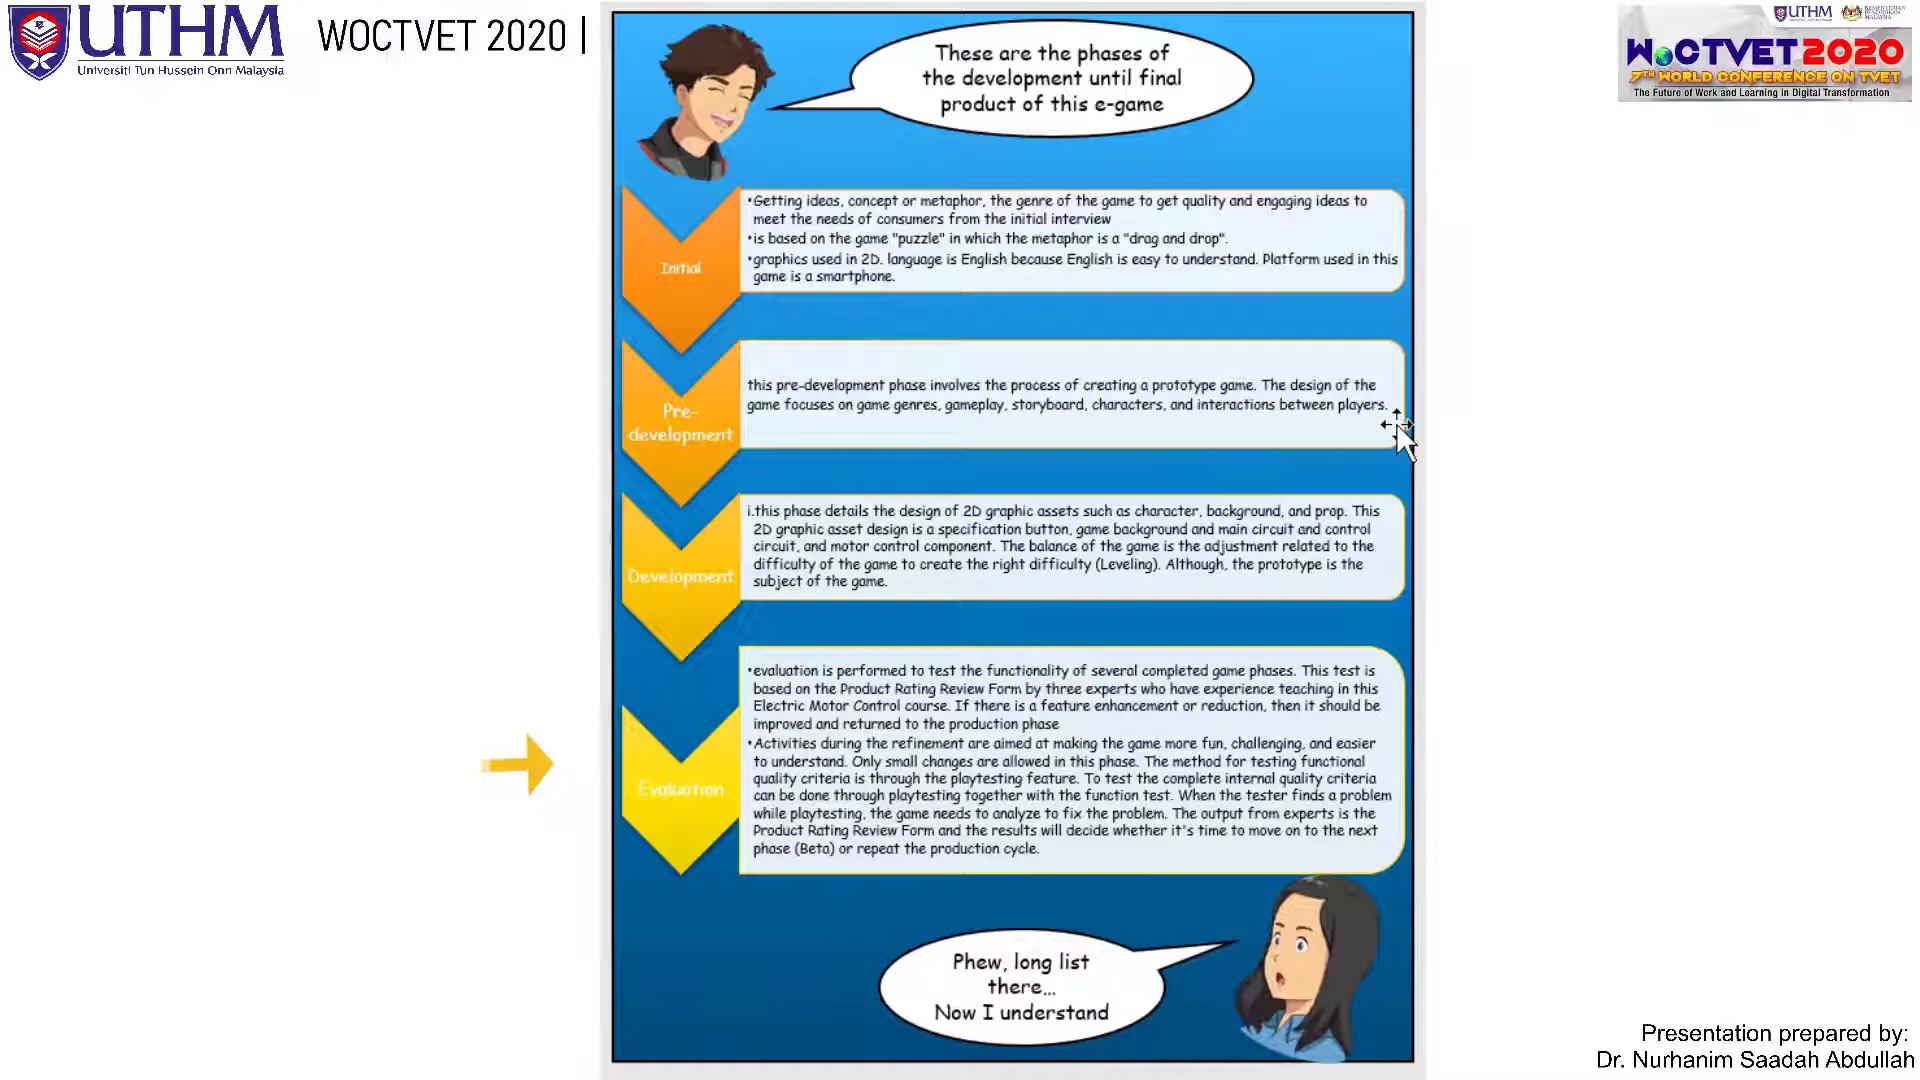 UTHM
Universiti Tun Hussein Onn Malaysia
WOCTVET 2020 |
UTHM
KEMENTERIAN
PENDIDIKAN
MALAYSIA
WOCTVET 2020
7TH WORLD CONFERENCE ON TVET
The Future of Work and Learning in Digital Transformation
These are the phases of
the development until final
product of this e-game
Initial
•Getting ideas, concept or metaphor, the genre of the game to get quality and engaging ideas to
meet the needs of consumers from the initial interview
•is based on the game "puzzle" in which the metaphor is a "drag and drop".
•graphics used in 2D. language is English because English is easy to understand. Platform used in this
game is a smartphone.
Pre-
development
this pre-development phase involves the process of creating a prototype game. The design of the
game focuses on game genres, gameplay, storyboard, characters, and interactions between players.
Development
i.this phase details the design of 2D graphic assets such as character, background, and prop. This
2D graphic asset design is a specification button, game background and main circuit and control
circuit, and motor control component. The balance of the game is the adjustment related to the
difficulty of the game to create the right difficulty (Leveling). Although, the prototype is the
subject of the game.
Evaluation
•evaluation is performed to test the functionality of several completed game phases. This test is
based on the Product Rating Review Form by three experts who have experience teaching in this
Electric Motor Control course. If there is a feature enhancement or reduction, then it should be
improved and returned to the production phase
•Activities during the refinement are aimed at making the game more fun, challenging, and easier
to understand. Only small changes are allowed in this phase. The method for testing functional
quality criteria is through the playtesting feature. To test the complete internal quality criteria
can be done through playtesting together with the function test. When the tester finds a problem
while playtesting, the game needs to analyze to fix the problem. The output from experts is the
Product Rating Review Form and the results will decide whether it's time to move on to the next
phase (Beta) or repeat the production cycle.
Phew, long list
there...
Now I understand
Presentation prepared by:
Dr. Nurhanim Saadah Abdullah